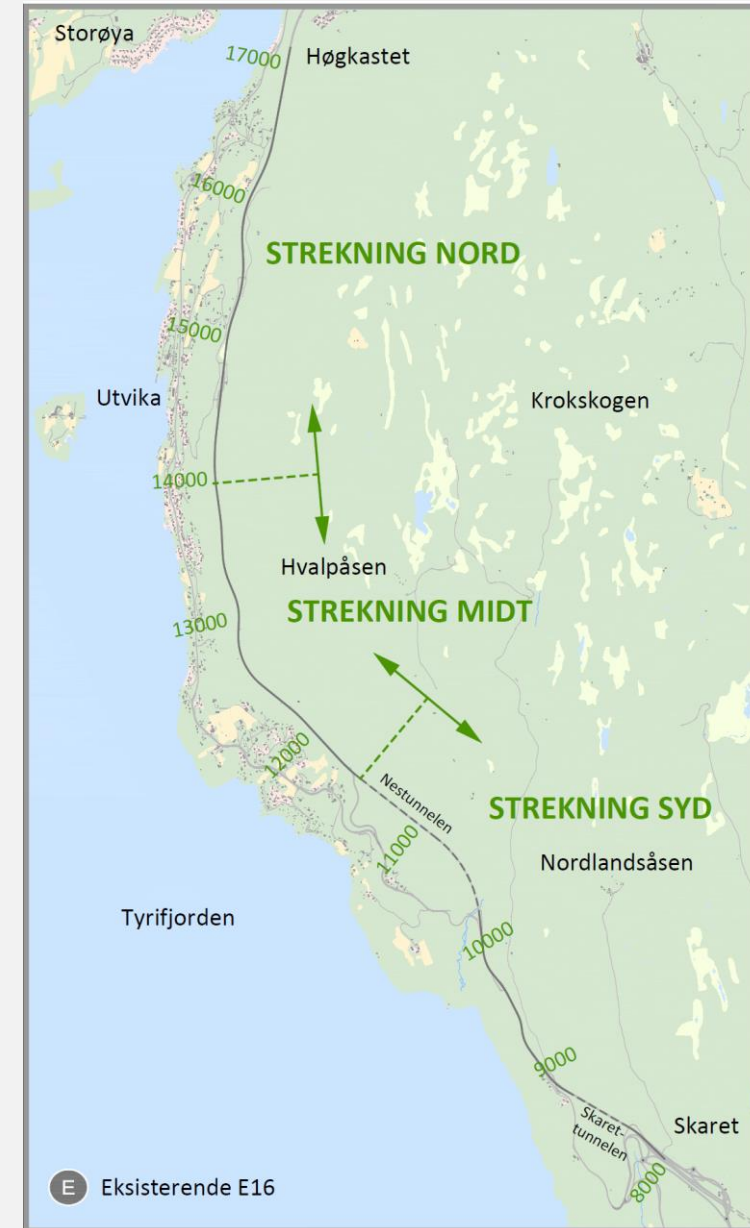 Storøya
17000
Høgkastet
16000
STREKNING NORD
15000
Utvika
Krokskogen
14000
Hvalpåsen
STREKNING MIDT
13000
12000
Nestunnelen
STREKNING SYD
11000
Nordlandsåsen
Tyrifjorden
10000
9000
Skaret-
tunnelen
Skaret
8000
E Eksisterende E16